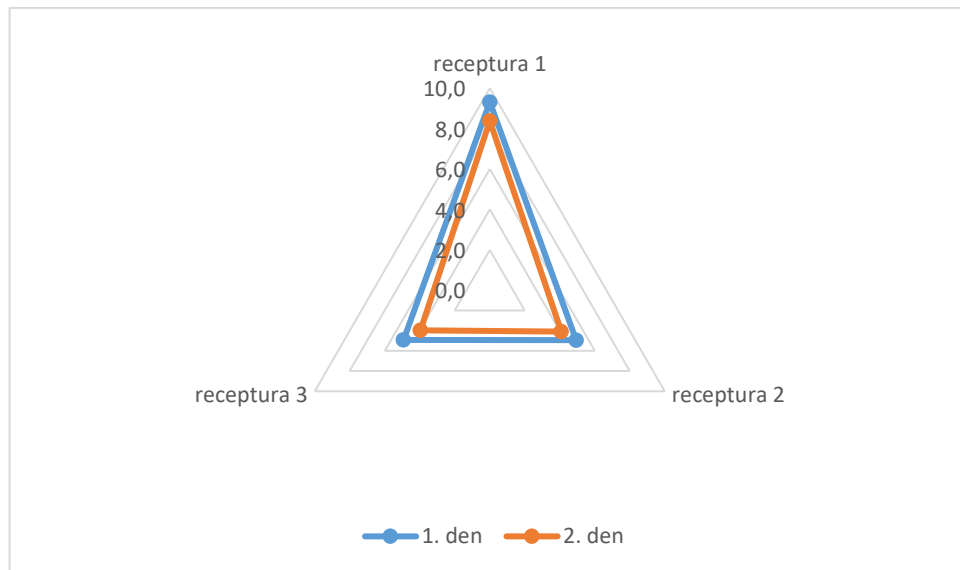 receptura 1
10,0
8,0
6,0
4,0
2,0
0,0
receptura 3
receptura 2
1. den
2. den